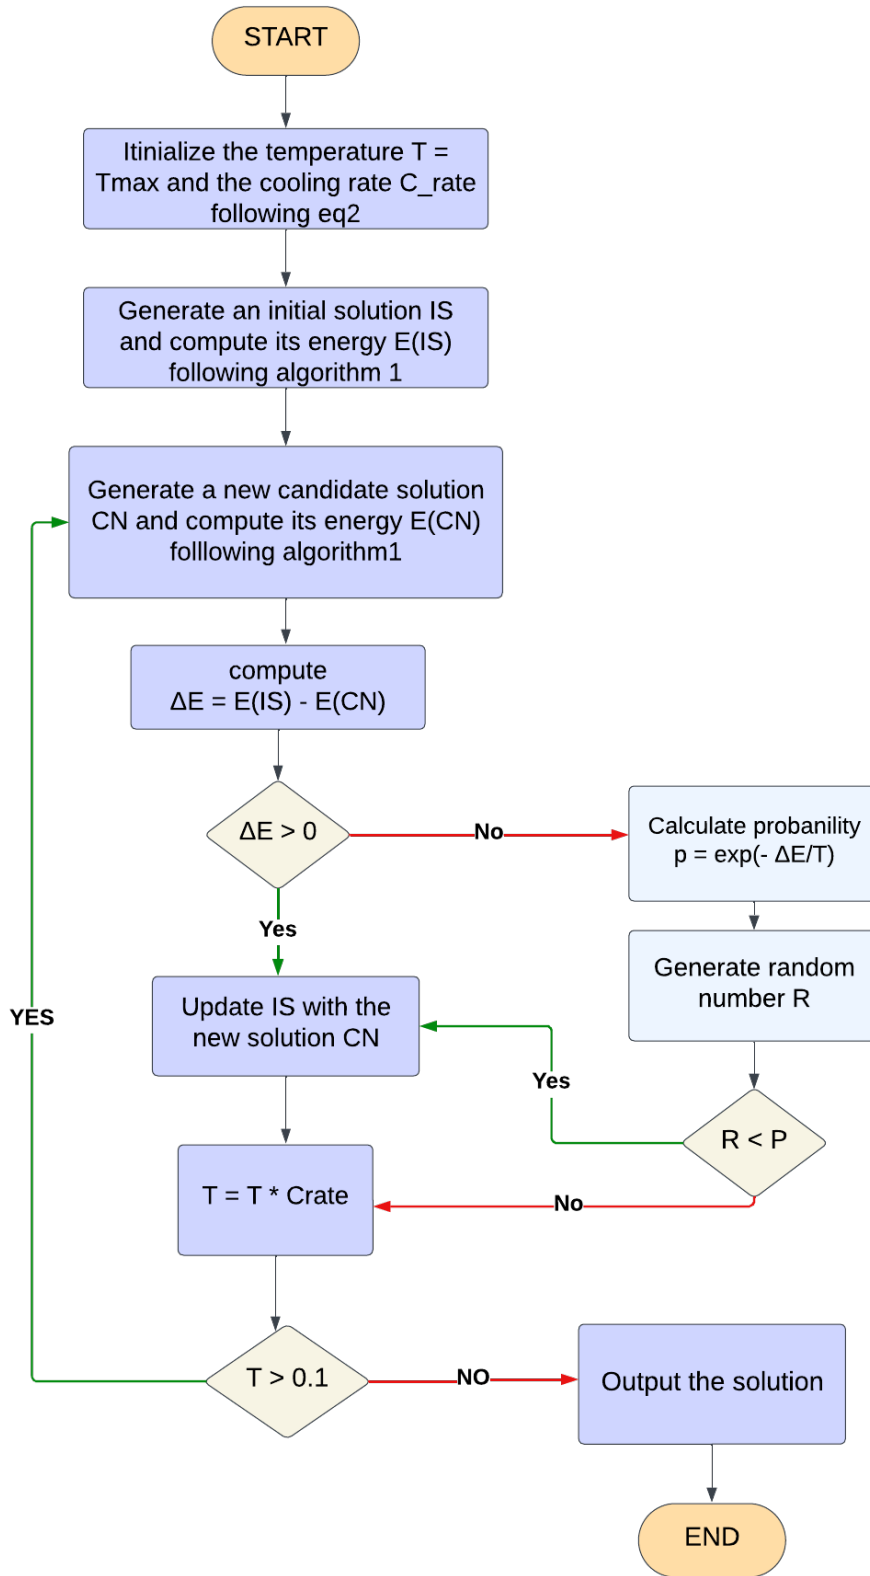 START
Itinialize the temperature T =
Tmax and the cooling rate C_rate
following eq2
Generate an initial solution IS
and compute its energy E(IS)
following algorithm 1
Generate a new candidate solution
CN and compute its energy E(CN)
folllowing algorithm1
compute
ΔE = E(IS) - E(CN)
ΔE > 0
No
Calculate probanility
p = exp(- ΔE/T)
Yes
Generate random
number R
Update IS with the
new solution CN
YES
Yes
R < P
T = T * Crate
No
T > 0.1
NO
Output the solution
END